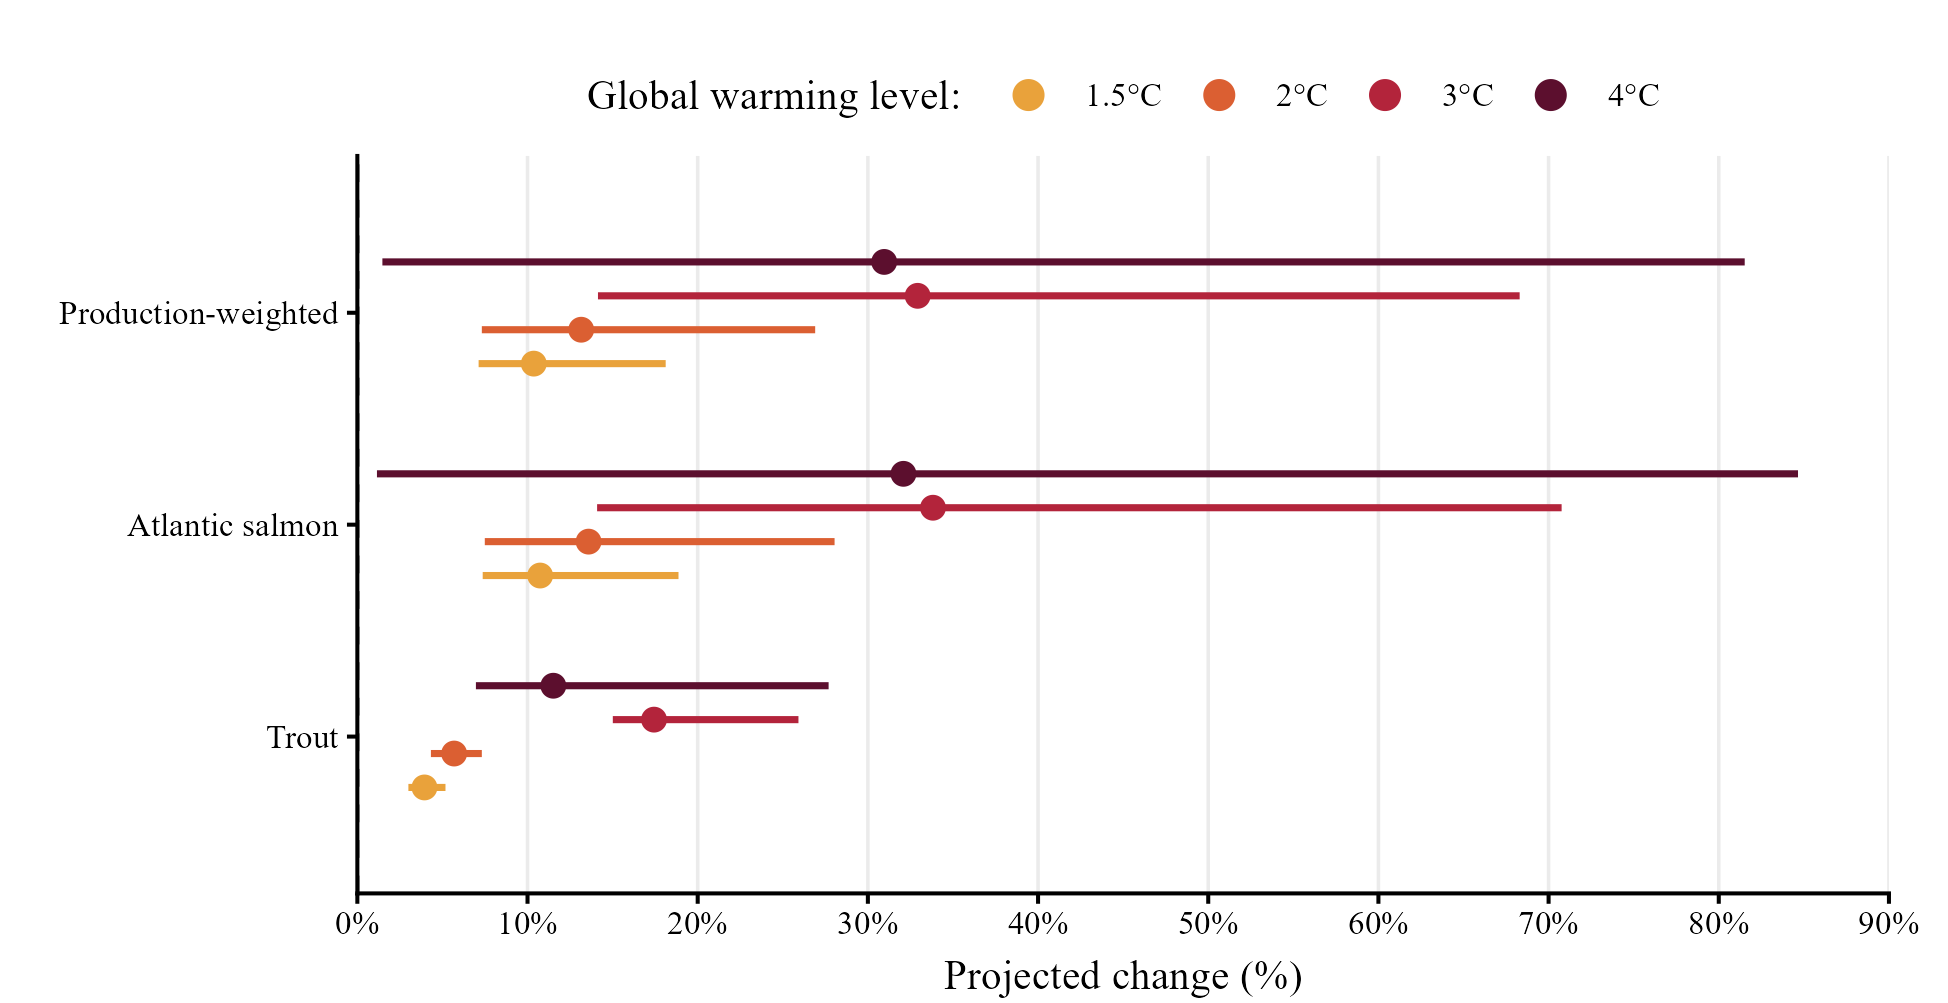 Global warming level: 1.5°C 2°C 3°C 4°C
Production-weighted
Atlantic salmon
Trout
0% 10% 20% 30% 40% 50% 60% 70% 80% 90%
Projected change (%)